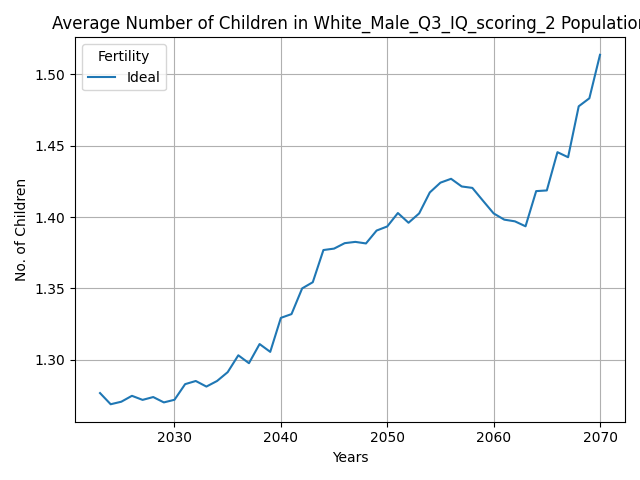 Average Number of Children in White_Male_Q3_IQ_scoring_2 Population
Fertility
Ideal
No. of Children
1.50
1.45
1.40
1.35
1.30
2030 2040 2050 2060 2070
Years